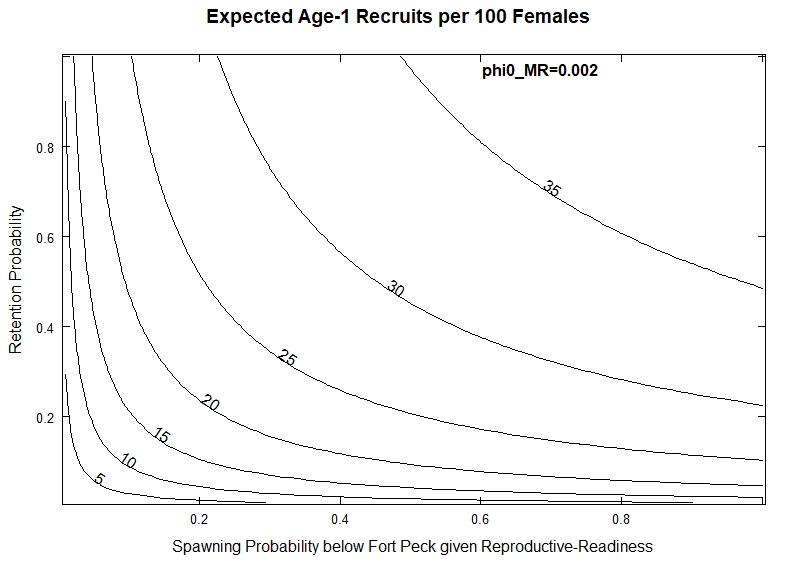 Expected Age-1 Recruits per 100 Females
phi0_MR=0.002
35
30
25
20
15
10
5
Retention Probability
0.8
0.6
0.4
0.2
0.2 0.4 0.6 0.8
Spawning Probability below Fort Peck given Reproductive-Readiness